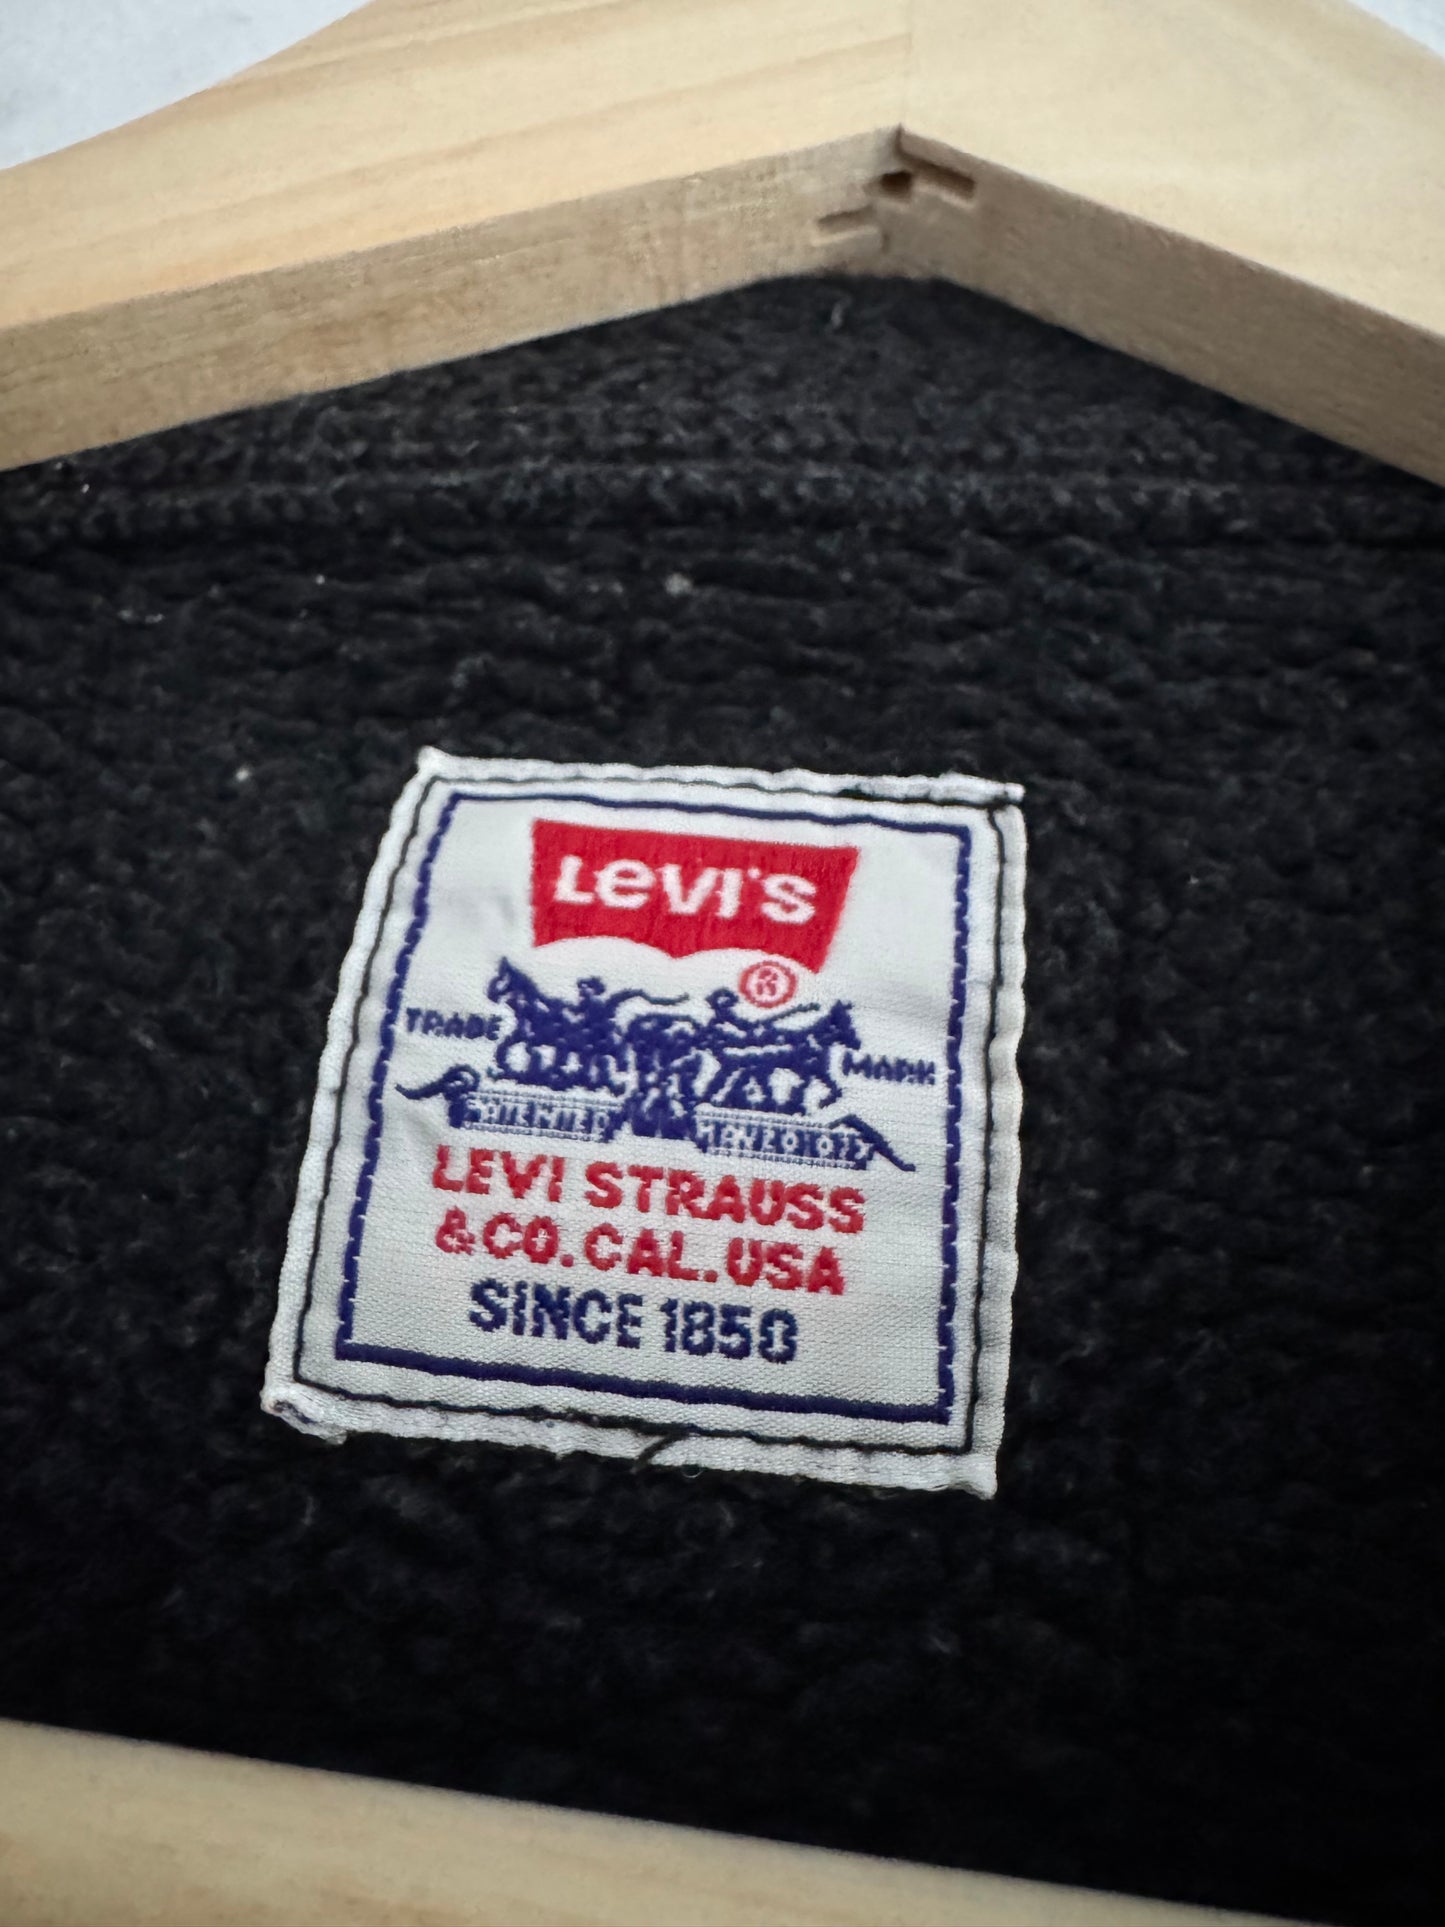 LEVI'S
®
TRADE MARK
LEVI STRAUSS
&CO. CAL. USA
SINCE 1850